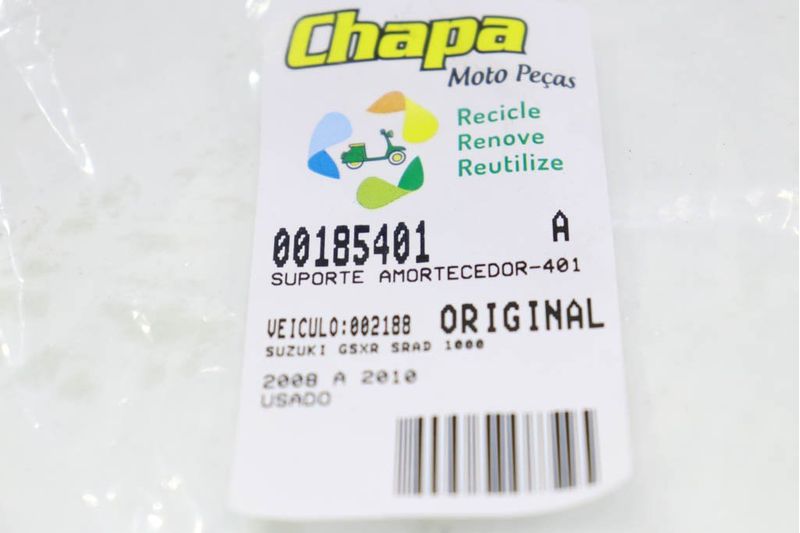 Chapa
Moto Peças
Recicle
Renove
Reutilize
00185401 A
SUPORTE AMORTECEDOR-401
VEICULO:002188 ORIGINAL
SUZUKI GSXR SRAD 1000
2008 A 2010
USADO